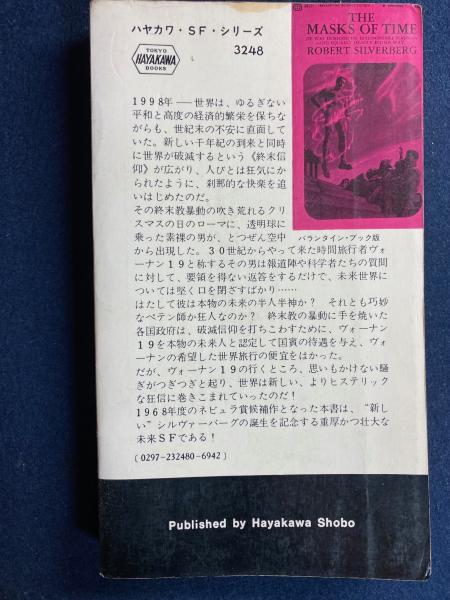 ハヤカワ・SF・シリーズ
3248
TOKYO
HAYAKAWA
BOOKS
THE
MASKS OF TIME
ROBERT SILVERBERG
バランタイン・ブック版
1998年――世界は、ゆるぎない
平和と高度の経済的繁栄を保ちな
がらも、世紀末の不安に直面して
いた。新しい千年紀の到来と同時
に世界が破滅するという《終末信
仰》が広がり、人びとは狂気にか
られたように、刹那的な快楽を追
いはじめたのだ。
その終末教暴動の吹き荒れるクリ
スマスの日のローマに、透明球に
乗った素裸の男が、とつぜん空中
から出現した。30世紀からやって来た時間旅行者ヴォ
ーナン19と称するその男は報道陣や科学者たちの質問
に対して、要領を得ない返答をするだけで、未来世界に
ついては堅く口を閉ざすばかり……
はたして彼は本物の未来の半人半神か？　それとも巧妙
なペテン師か狂人なのか？　終末教の暴動に手を焼いた
各国政府は、破滅信仰を打ちこわすために、ヴォーナン
19を本物の未来人と認定して国賓の待遇を与え、ヴォ
ーナンの希望した世界旅行の便宜をはかった。
だが、ヴォーナン19の行くところ、思いもかけない騒
ぎがつぎつぎと起り、世界は新しい、よりヒステリック
な狂信に巻きこまれていったのだ！
1968年度のネビュラ賞候補作となった本書は、“新し
い”シルヴァーバーグの誕生を記念する重厚かつ壮大な
未来SFである！
(0297-232480-6942)
Published by Hayakawa Shobo